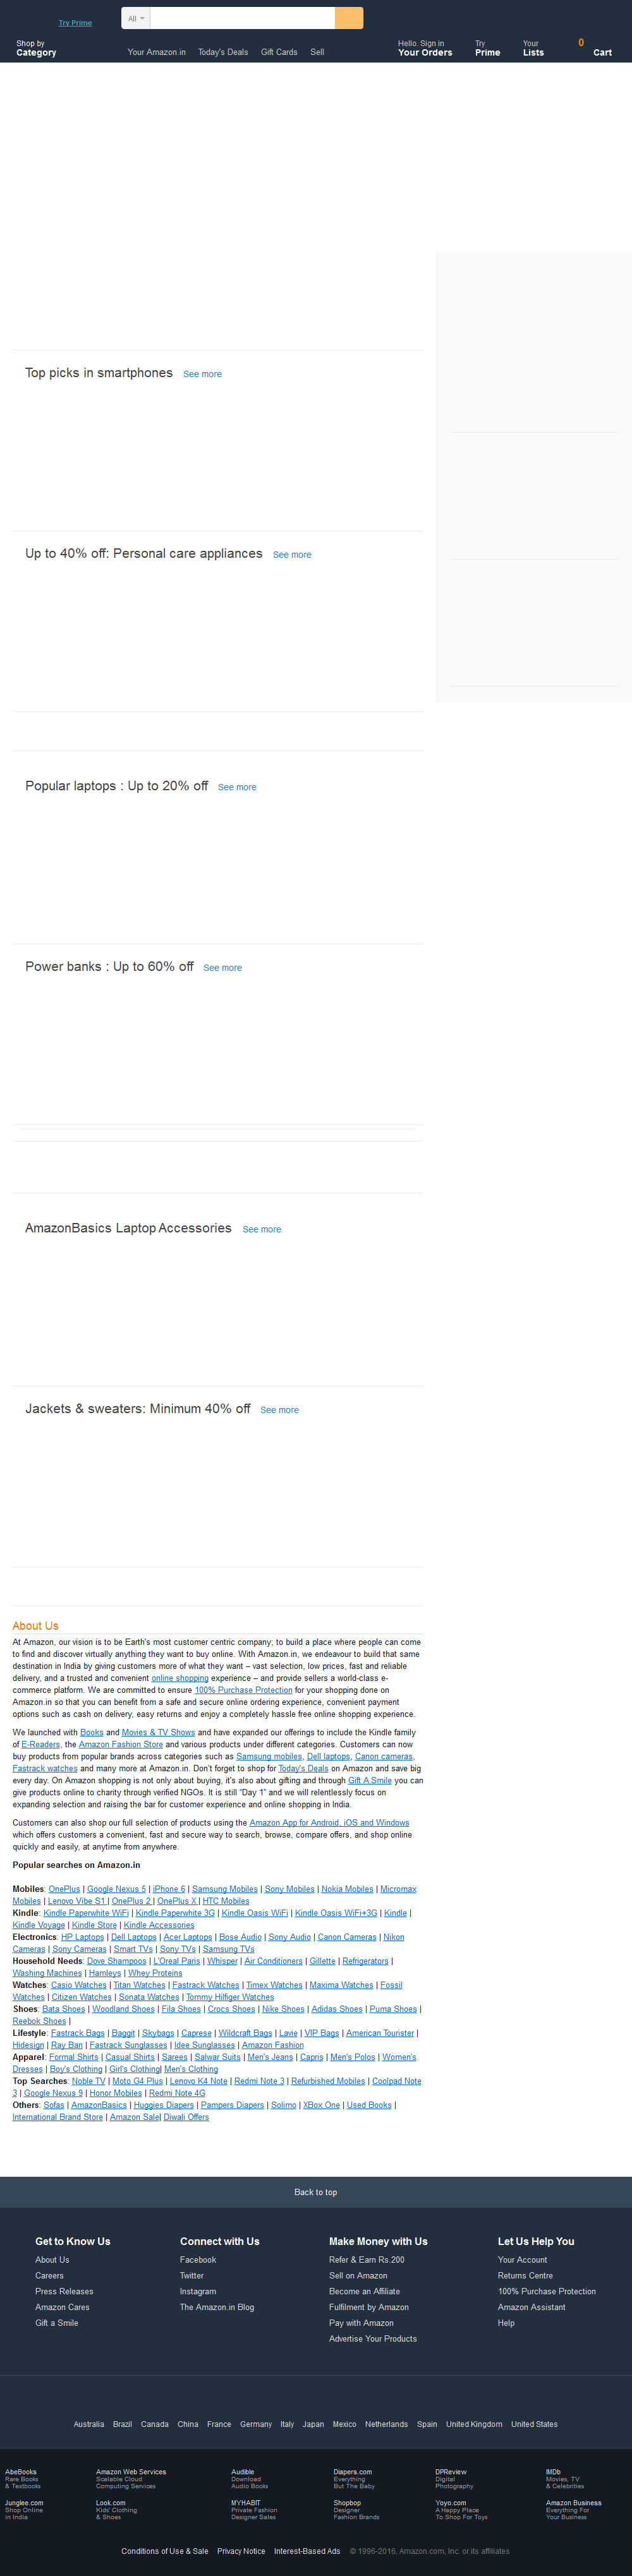 Try Prime
All
Shop by
Category
Your Amazon.in Today's Deals Gift Cards Sell
Hello. Sign in
Your Orders
Try
Prime
Your
Lists
0
Cart
Top picks in smartphones See more
Up to 40% off: Personal care appliances See more
Popular laptops : Up to 20% off See more
Power banks : Up to 60% off See more
AmazonBasics Laptop Accessories See more
Jackets & sweaters: Minimum 40% off See more
About Us
At Amazon, our vision is to be Earth's most customer centric company; to build a place where people can come
to find and discover virtually anything they want to buy online. With Amazon.in, we endeavour to build that same
destination in India by giving customers more of what they want – vast selection, low prices, fast and reliable
delivery, and a trusted and convenient online shopping experience – and provide sellers a world-class e-
commerce platform. We are committed to ensure 100% Purchase Protection for your shopping done on
Amazon.in so that you can benefit from a safe and secure online ordering experience, convenient payment
options such as cash on delivery, easy returns and enjoy a completely hassle free online shopping experience.
We launched with Books and Movies & TV Shows and have expanded our offerings to include the Kindle family
of E-Readers, the Amazon Fashion Store and various products under different categories. Customers can now
buy products from popular brands across categories such as Samsung mobiles, Dell laptops, Canon cameras,
Fastrack watches and many more at Amazon.in. Don't forget to shop for Today's Deals on Amazon and save big
every day. On Amazon shopping is not only about buying, it's also about gifting and through Gift A Smile you can
give products online to charity through verified NGOs. It is still "Day 1" and we will relentlessly focus on
expanding selection and raising the bar for customer experience and online shopping in India.
Customers can also shop our full selection of products using the Amazon App for Android, iOS and Windows
which offers customers a convenient, fast and secure way to search, browse, compare offers, and shop online
quickly and easily, at anytime from anywhere.
Popular searches on Amazon.in
Mobiles: OnePlus | Google Nexus 5 | iPhone 6 | Samsung Mobiles | Sony Mobiles | Nokia Mobiles | Micromax
Mobiles | Lenovo Vibe S1 | OnePlus 2 | OnePlus X | HTC Mobiles
Kindle: Kindle Paperwhite WiFi | Kindle Paperwhite 3G | Kindle Oasis WiFi | Kindle Oasis WiFi+3G | Kindle |
Kindle Voyage | Kindle Store | Kindle Accessories
Electronics: HP Laptops | Dell Laptops | Acer Laptops | Bose Audio | Sony Audio | Canon Cameras | Nikon
Cameras | Sony Cameras | Smart TVs | Sony TVs | Samsung TVs
Household Needs: Dove Shampoos | L'Oreal Paris | Whisper | Air Conditioners | Gillette | Refrigerators |
Washing Machines | Hamleys | Whey Proteins
Watches: Casio Watches | Titan Watches | Fastrack Watches | Timex Watches | Maxima Watches | Fossil
Watches | Citizen Watches | Sonata Watches | Tommy Hilfiger Watches
Shoes: Bata Shoes | Woodland Shoes | Fila Shoes | Crocs Shoes | Nike Shoes | Adidas Shoes | Puma Shoes |
Reebok Shoes |
Lifestyle: Fastrack Bags | Baggit | Skybags | Caprese | Wildcraft Bags | Lavie | VIP Bags | American Tourister |
Hidesign | Ray Ban | Fastrack Sunglasses | Idee Sunglasses | Amazon Fashion
Apparel: Formal Shirts | Casual Shirts | Sarees | Salwar Suits | Men's Jeans | Capris | Men's Polos | Women's
Dresses | Boy's Clothing | Girl's Clothing| Men's Clothing
Top Searches: Noble TV | Moto G4 Plus | Lenovo K4 Note | Redmi Note 3 | Refurbished Mobiles | Coolpad Note
3 | Google Nexus 9 | Honor Mobiles | Redmi Note 4G
Others: Sofas | AmazonBasics | Huggies Diapers | Pampers Diapers | Solimo | XBox One | Used Books |
International Brand Store | Amazon Sale| Diwali Offers
Back to top
Get to Know Us
About Us
Careers
Press Releases
Amazon Cares
Gift a Smile
Connect with Us
Facebook
Twitter
Instagram
The Amazon.in Blog
Make Money with Us
Refer & Earn Rs.200
Sell on Amazon
Become an Affiliate
Fulfilment by Amazon
Pay with Amazon
Advertise Your Products
Let Us Help You
Your Account
Returns Centre
100% Purchase Protection
Amazon Assistant
Help
Australia Brazil Canada China France Germany Italy Japan Mexico Netherlands Spain United Kingdom United States
AbeBooks
Rare Books
& Textbooks
Amazon Web Services
Scalable Cloud
Computing Services
Audible
Download
Audio Books
Diapers.com
Everything
But The Baby
DPReview
Digital
Photography
IMDb
Movies, TV
& Celebrities
Junglee.com
Shop Online
in India
Look.com
Kids' Clothing
& Shoes
MYHABIT
Private Fashion
Designer Sales
Shopbop
Designer
Fashion Brands
Yoyo.com
A Happy Place
To Shop For Toys
Amazon Business
Everything For
Your Business
Conditions of Use & Sale Privacy Notice Interest-Based Ads © 1996-2016, Amazon.com, Inc. or its affiliates